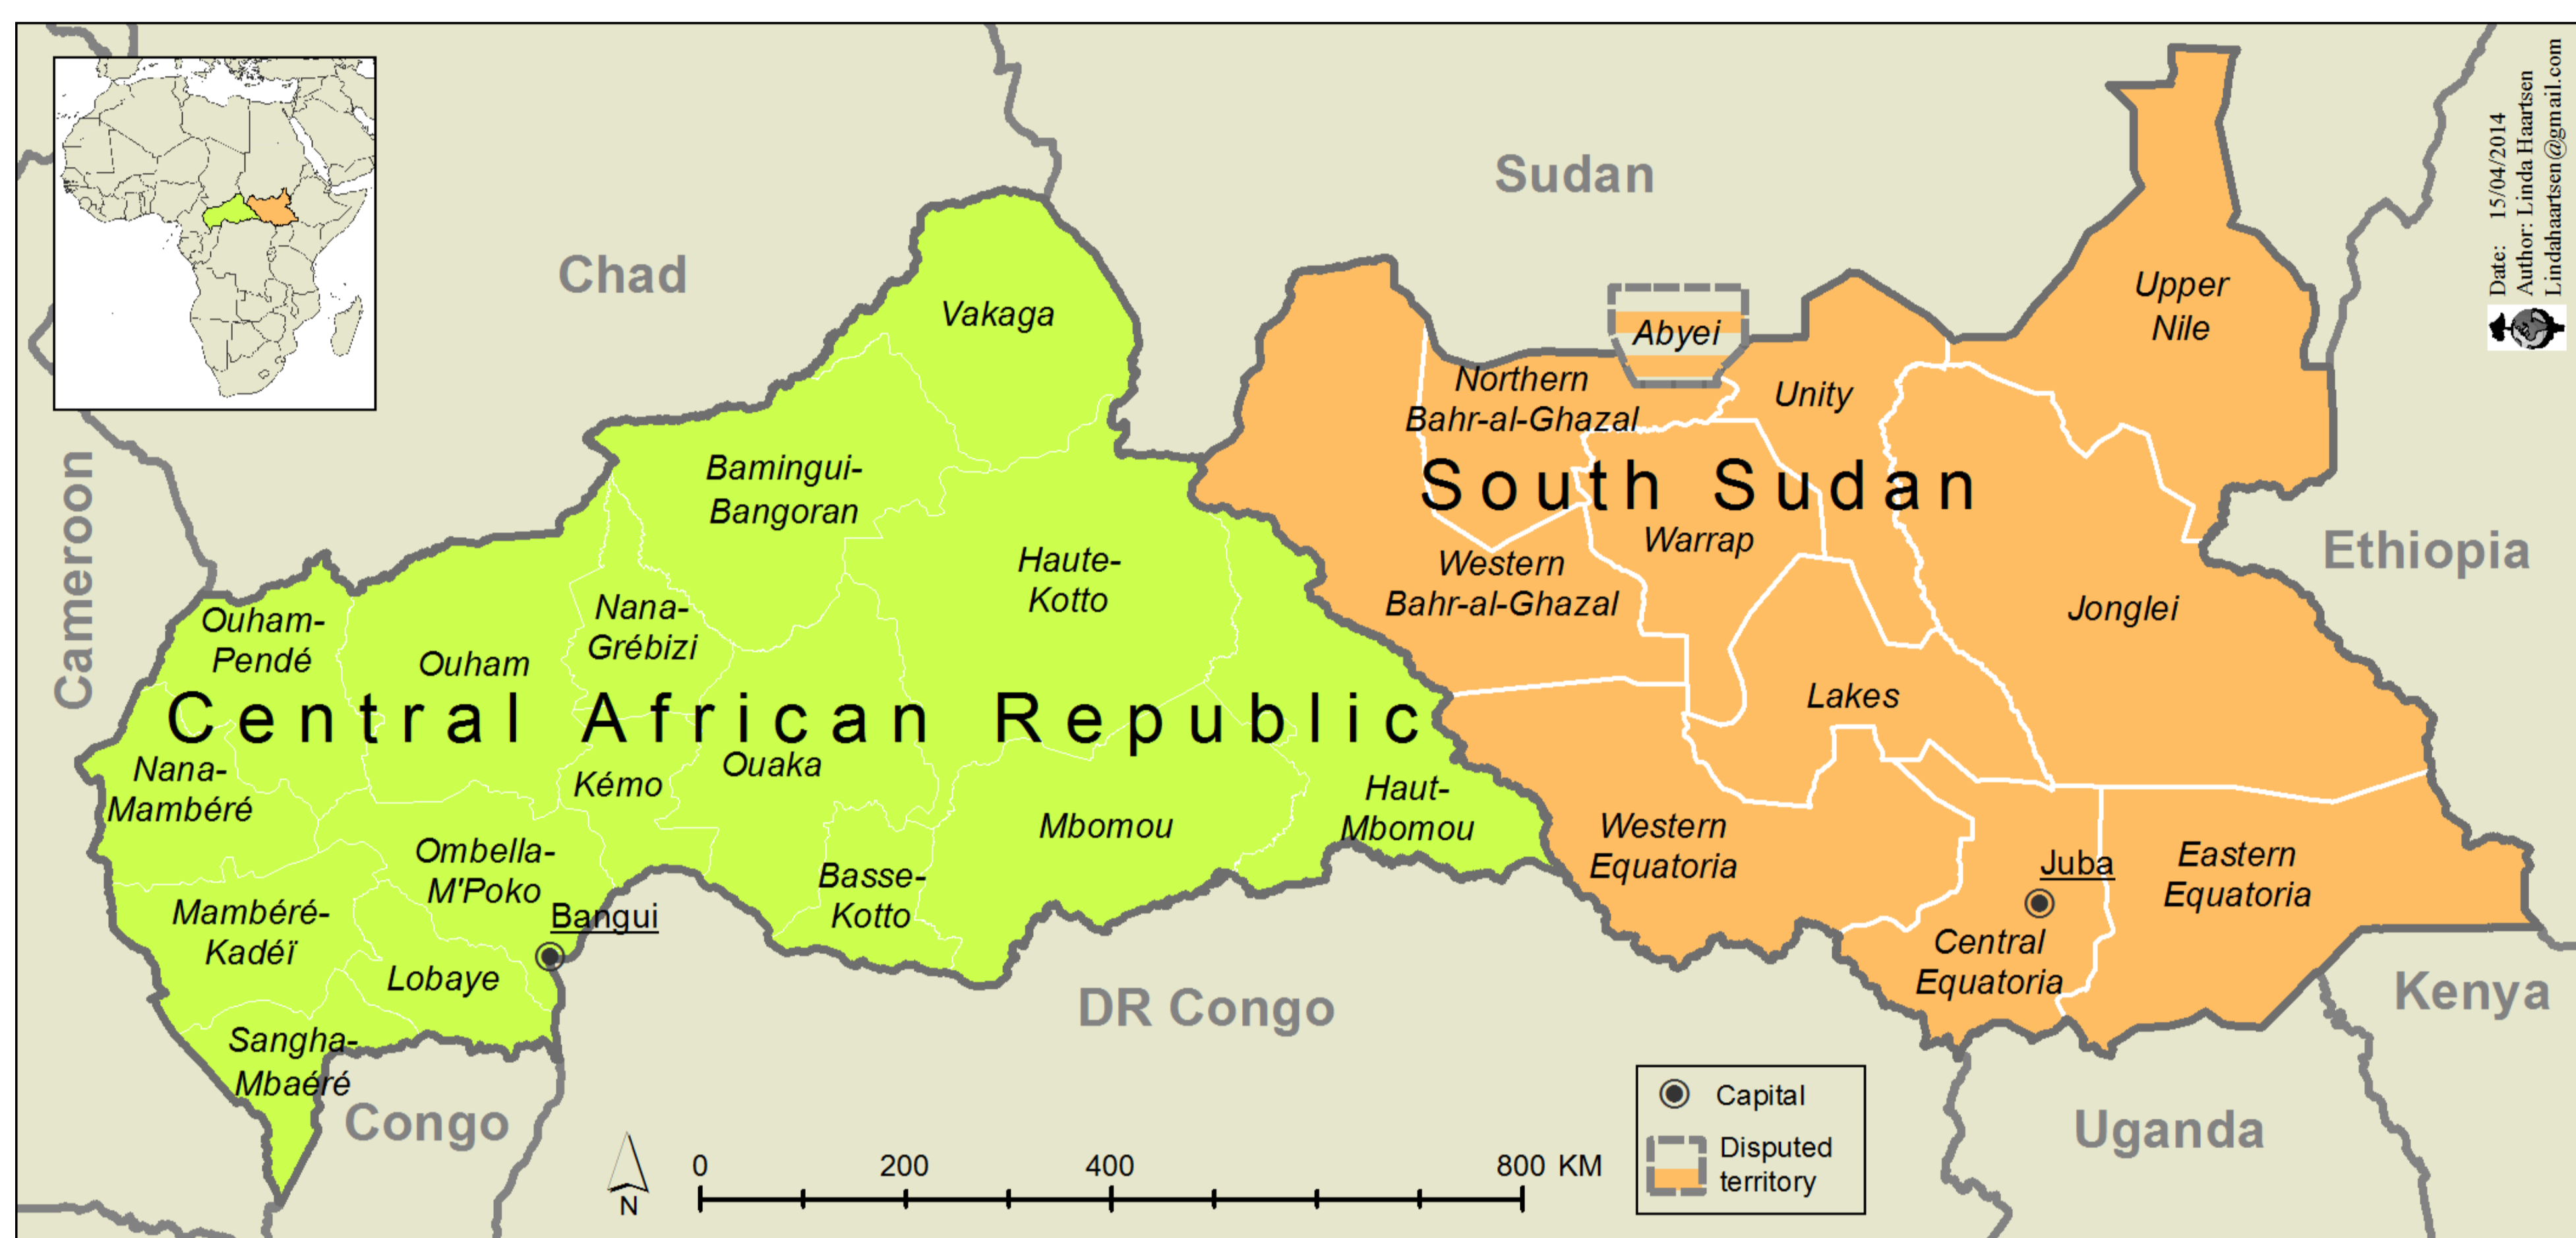 Date: 15/04/2014
Author: Linda Haartsen
Lindahaartsen@gmail.com
Sudan
Chad
Cameroon
Ethiopia
Kenya
Uganda
DR Congo
Congo
Central African Republic
Vakaga
Bamingui-
Bangoran
Haute-
Kotto
Ouham-
Pendé
Ouham
Nana-
Grébizi
Nana-
Mambéré
Kémo
Ouaka
Mbomou
Haut-
Mbomou
Ombella-
M'Poko
Basse-
Kotto
Bangui
Mambéré-
Kadéï
Lobaye
Sangha-
Mbaéré
South Sudan
Upper
Nile
Abyei
Northern
Bahr-al-Ghazal
Unity
Warrap
Western
Bahr-al-Ghazal
Jonglei
Lakes
Western
Equatoria
Juba
Eastern
Equatoria
Central
Equatoria
0 200 400 800 KM
N
Capital
Disputed
territory